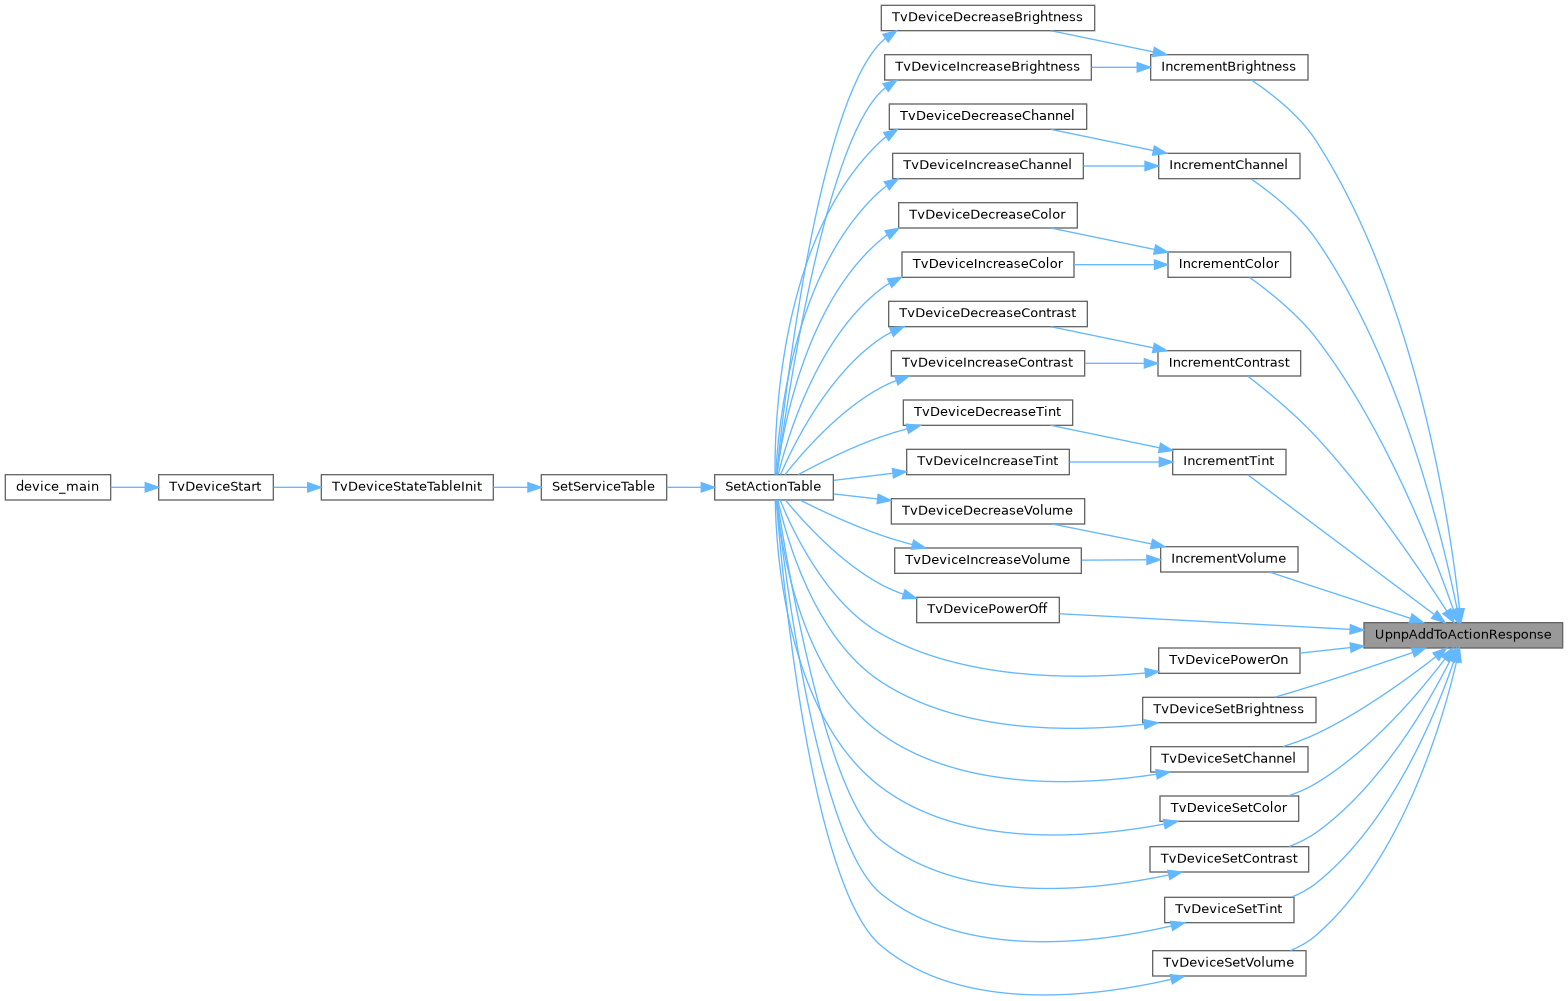 TvDeviceDecreaseBrightness
IncrementBrightness
TvDeviceIncreaseBrightness
TvDeviceDecreaseChannel
IncrementChannel
TvDeviceIncreaseChannel
TvDeviceDecreaseColor
IncrementColor
TvDeviceIncreaseColor
TvDeviceDecreaseContrast
IncrementContrast
TvDeviceIncreaseContrast
TvDeviceDecreaseTint
IncrementTint
TvDeviceIncreaseTint
device_main
TvDeviceStart
TvDeviceStateTableInit
SetServiceTable
SetActionTable
TvDeviceDecreaseVolume
IncrementVolume
TvDeviceIncreaseVolume
TvDevicePowerOff
UpnpAddToActionResponse
TvDevicePowerOn
TvDeviceSetBrightness
TvDeviceSetChannel
TvDeviceSetColor
TvDeviceSetContrast
TvDeviceSetTint
TvDeviceSetVolume